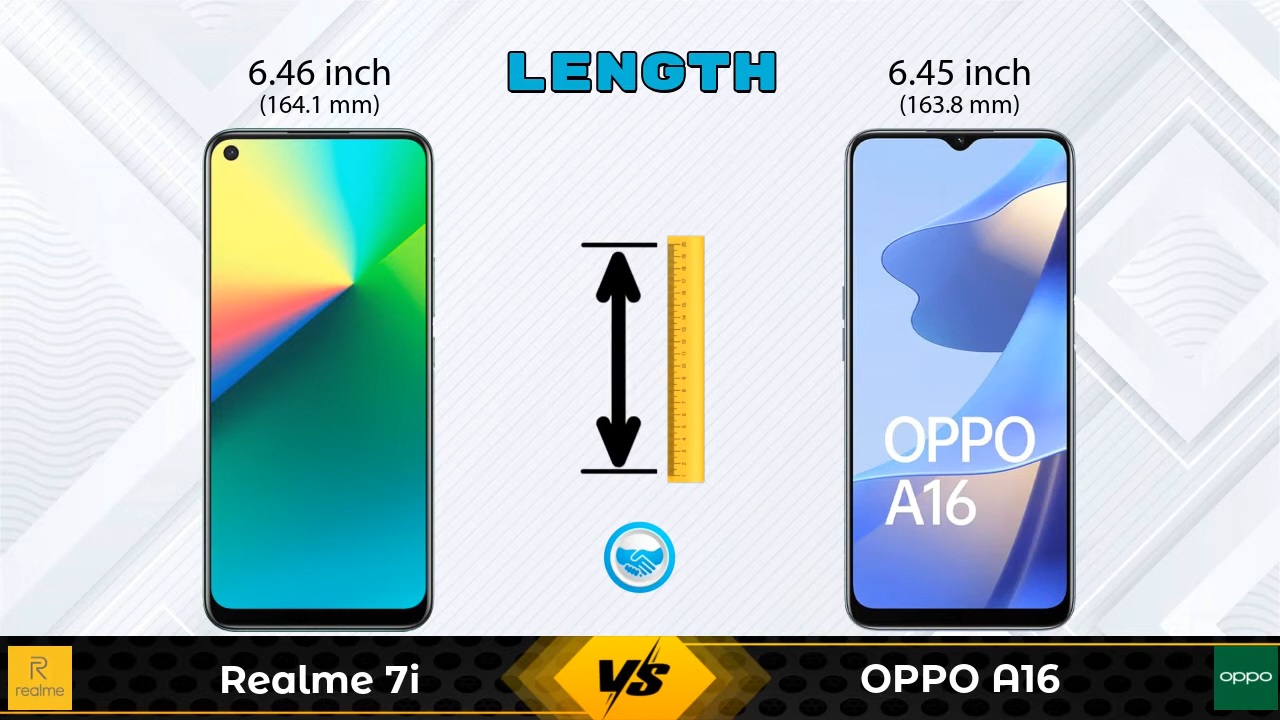 LENGTH
6.46 inch
(164.1 mm)
6.45 inch
(163.8 mm)
OPPO
A16
realme
Realme 7i
VS
OPPO A16
oppo